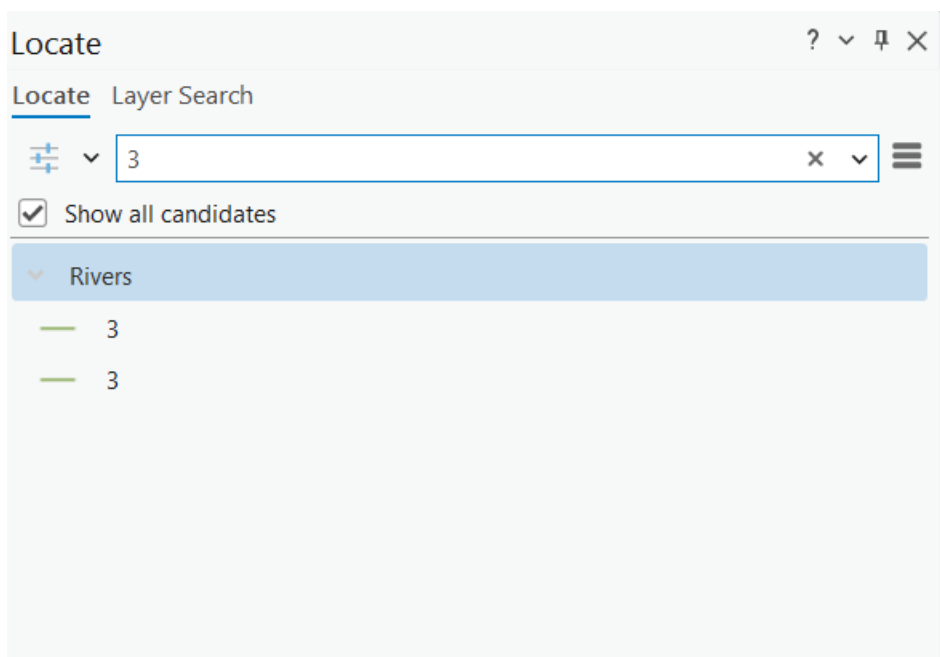 Locate
?
Locate Layer Search
3
Show all candidates
Rivers
3
3